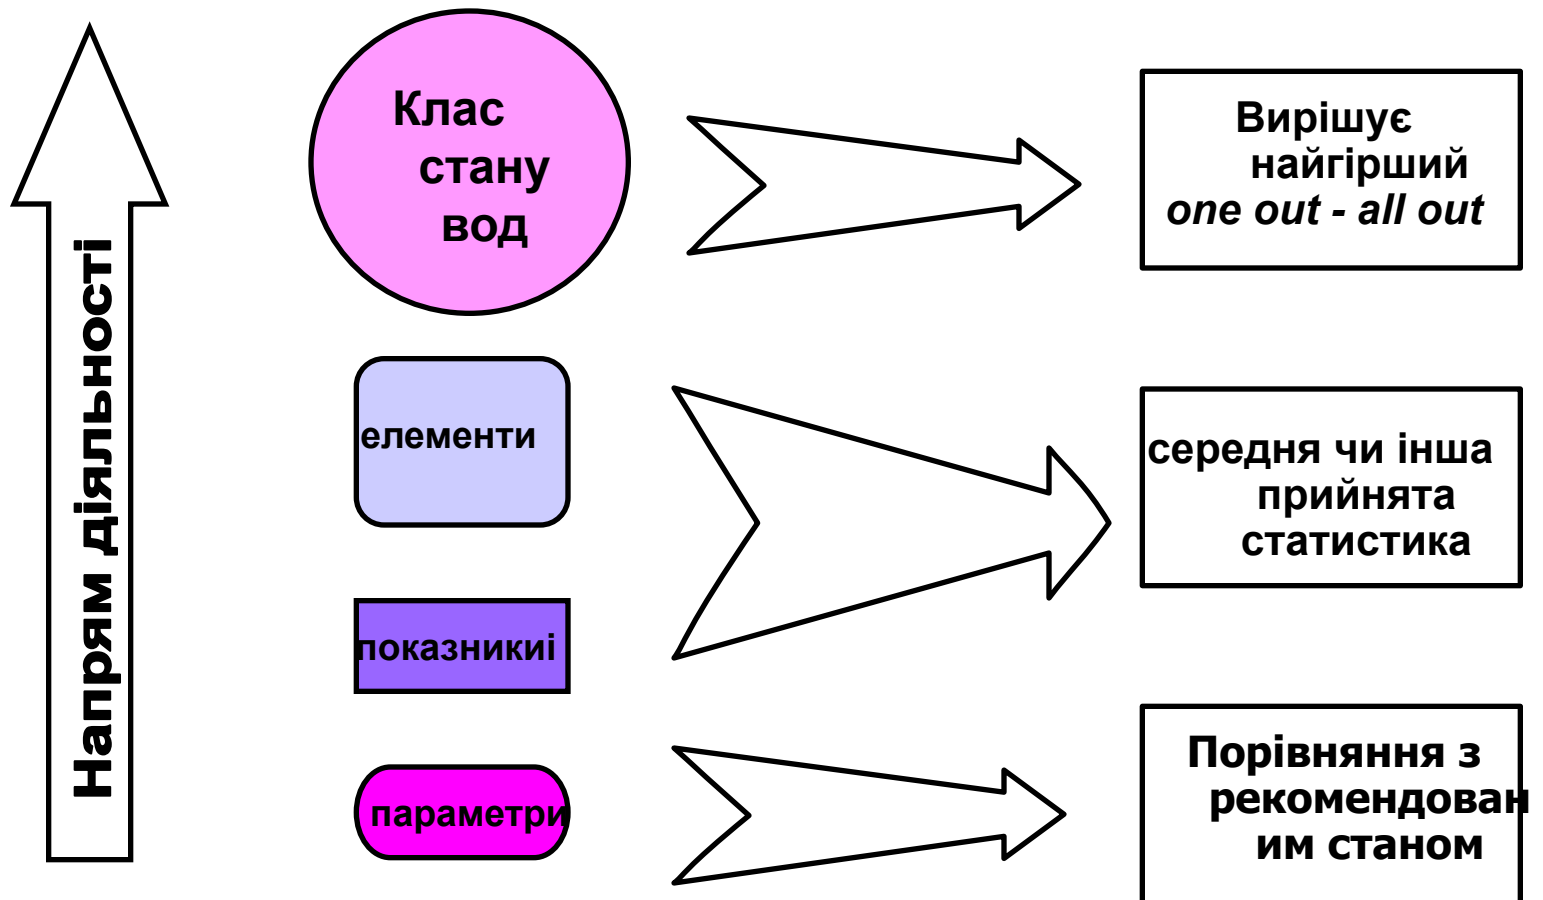 Напрям діяльності
Клас
стану
вод
Вирішує
найгірший
one out - all out
елементи
середня чи інша
прийнята
статистика
показникиі
параметри
Порівняння з
рекомендован
им станом